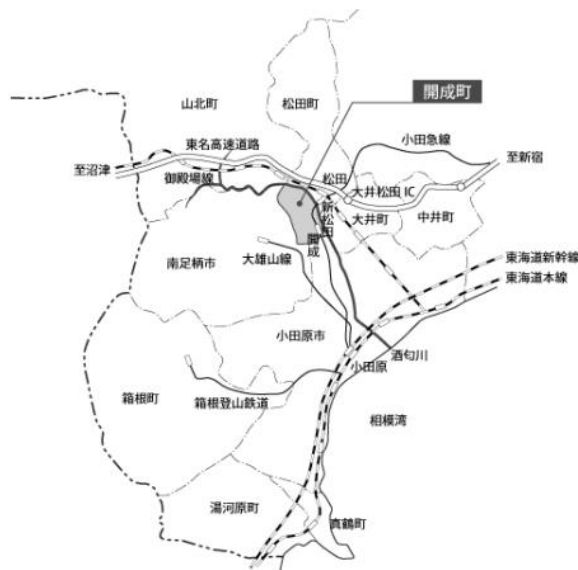 開成町
山北町
松田町
小田急線
東名高速道路
至新宿
至沼津
松田
大井松田 IC
御殿場線
新松田
大井町
中井町
開成
南足柄市
大雄山線
東海道新幹線
東海道本線
小田原市
酒匂川
小田原
箱根町
箱根登山鉄道
相模湾
湯河原町
真鶴町